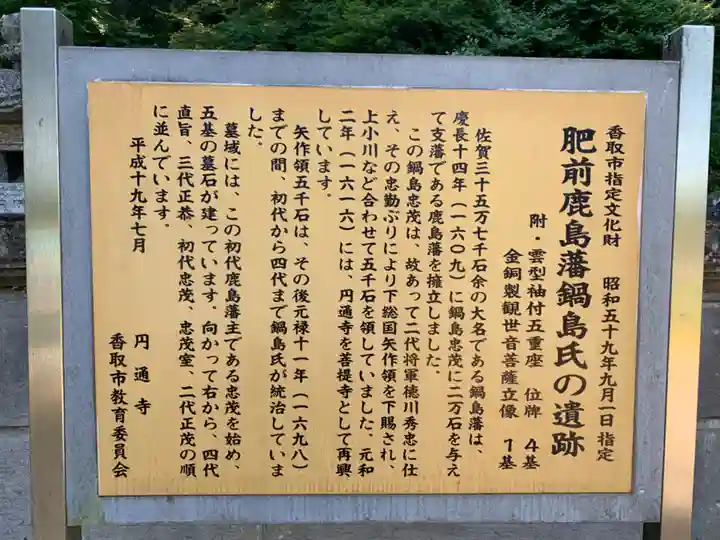 香取市指定文化財　昭和五十九年九月一日指定
肥前鹿島藩鍋島氏の遺跡
附・雲型袖付五重座　位牌　4基
金銅製観世音菩薩立像　1基
佐賀三十五万七千石余の大名である鍋島藩は、
慶長十四年（一六〇九）に鍋島忠茂に二万石を与え
て支藩である鹿島藩を擁立しました。
この鍋島忠茂は、故あって二代将軍徳川秀忠に仕
え、その忠勤ぶりにより下総国矢作領を下賜され、
上小川など合わせて五千石を領していました。元和
二年（一六一六）には、円通寺を菩提寺として再興
しています。
矢作領五千石は、その後元禄十一年（一六九八）
までの間、初代から四代まで鍋島氏が統治していま
した。
墓域には、この初代鹿島藩主である忠茂を始め、
五基の墓石が建っています。向かって右から、四代
直旨、三代正恭、初代忠茂、忠茂室、二代正茂の順
に並んでいます。
平成十九年七月
円通寺
香取市教育委員会